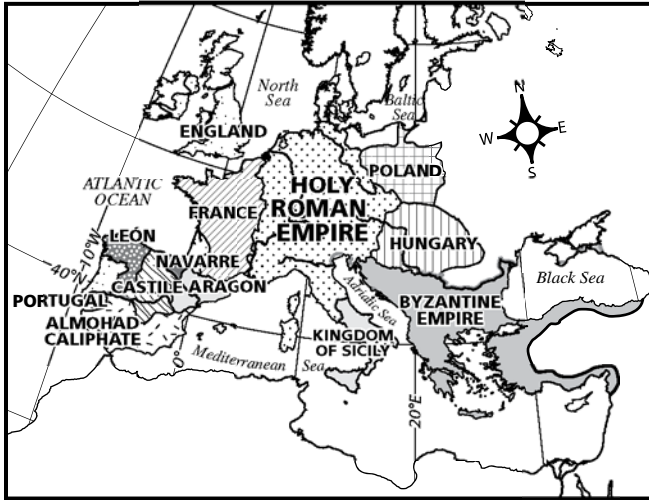 North
Sea
Baltic
Sea
N
W
E
S
ENGLAND
POLAND
HOLY
ROMAN
EMPIRE
ATLANTIC
OCEAN
FRANCE
LEÓN
HUNGARY
NAVARRE
CASTILE
ARAGON
40°N
10°W
PORTUGAL
ALMOHAD
CALIPHATE
Adriatic Sea
BYZANTINE
EMPIRE
Black Sea
KINGDOM
OF SICILY
Mediterranean Sea
0°
20°E